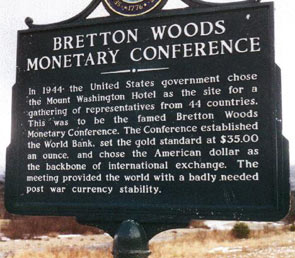 1776
BRETTON WOODS
MONETARY CONFERENCE
In 1944 the United States government chose
the Mount Washington Hotel as the site for a
gathering of representatives from 44 countries.
This was to be the famed Bretton Woods
Monetary Conference. The Conference established
the World Bank, set the gold standard at $35.00
an ounce, and chose the American dollar as
the backbone of international exchange. The
meeting provided the world with a badly needed
post war currency stability.